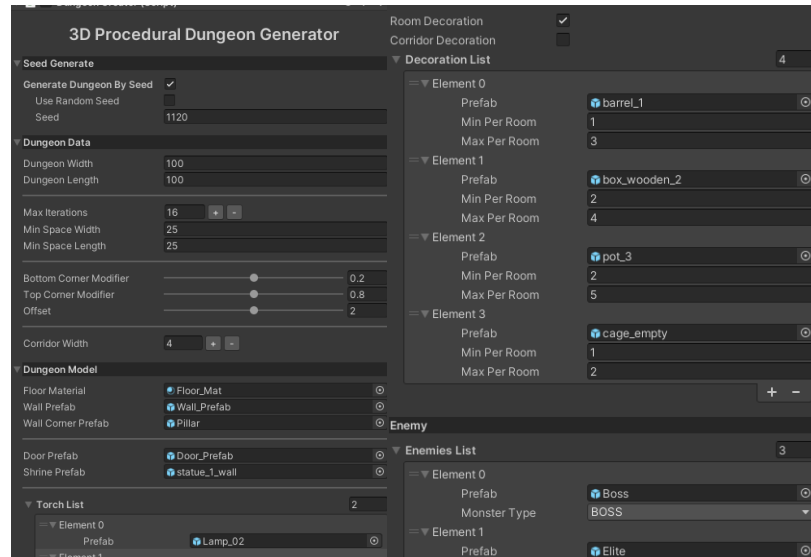 3D Procedural Dungeon Generator
Seed Generate
Generate Dungeon By Seed
Use Random Seed
Seed 1120
Dungeon Data
Dungeon Width 100
Dungeon Length 100
Max Iterations 16 + -
Min Space Width 25
Min Space Length 25
Bottom Corner Modifier 0.2
Top Corner Modifier 0.8
Offset 2
Corridor Width 4 + -
Dungeon Model
Floor Material Floor_Mat
Wall Prefab Wall_Prefab
Wall Corner Prefab Pillar
Door Prefab Door_Prefab
Shrine Prefab statue_1_wall
Torch List 2
Element 0
Prefab Lamp_02
Element 1
Room Decoration
Corridor Decoration
Decoration List 4
Element 0
Prefab barrel_1
Min Per Room 1
Max Per Room 3
Element 1
Prefab box_wooden_2
Min Per Room 2
Max Per Room 4
Element 2
Prefab pot_3
Min Per Room 2
Max Per Room 5
Element 3
Prefab cage_empty
Min Per Room 1
Max Per Room 2
+ -
Enemy
Enemies List 3
Element 0
Prefab Boss
Monster Type BOSS
Element 1
Prefab Elite